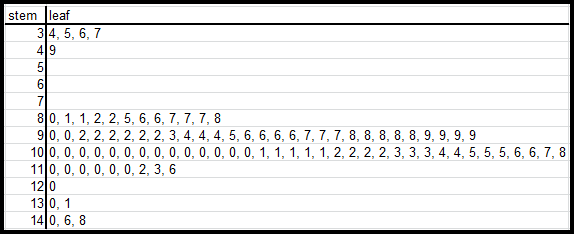 stem leaf
3 4, 5, 6, 7
4 9
5
6
7
8 0, 1, 1, 2, 2, 5, 6, 6, 7, 7, 7, 8
9 0, 0, 2, 2, 2, 2, 2, 2, 3, 4, 4, 4, 5, 6, 6, 6, 6, 7, 7, 7, 8, 8, 8, 8, 8, 9, 9, 9, 9
10 0, 0, 0, 0, 0, 0, 0, 0, 0, 0, 0, 0, 0, 0, 1, 1, 1, 1, 1, 2, 2, 2, 2, 3, 3, 3, 4, 4, 5, 5, 5, 6, 6, 7, 8
11 0, 0, 0, 0, 0, 0, 2, 3, 6
12 0
13 0, 1
14 0, 6, 8